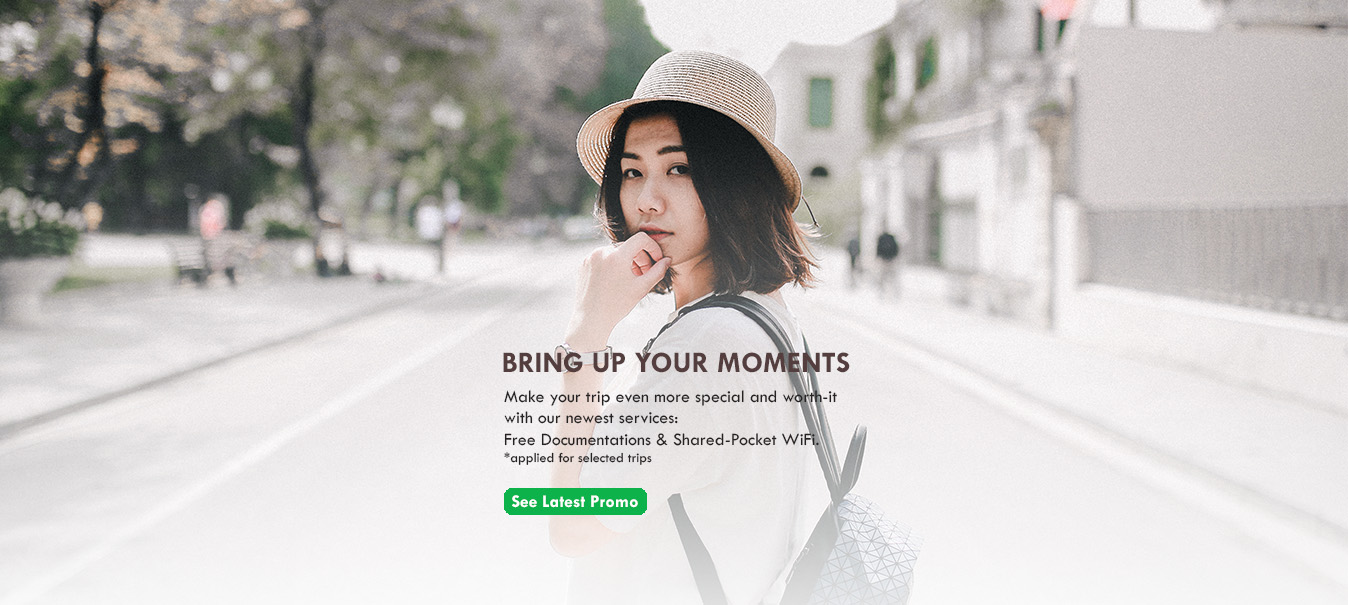 BRING UP YOUR MOMENTS
Make your trip even more special and worth-it
with our newest services:
Free Documentations & Shared-Pocket WiFi.
*applied for selected trips
See Latest Promo